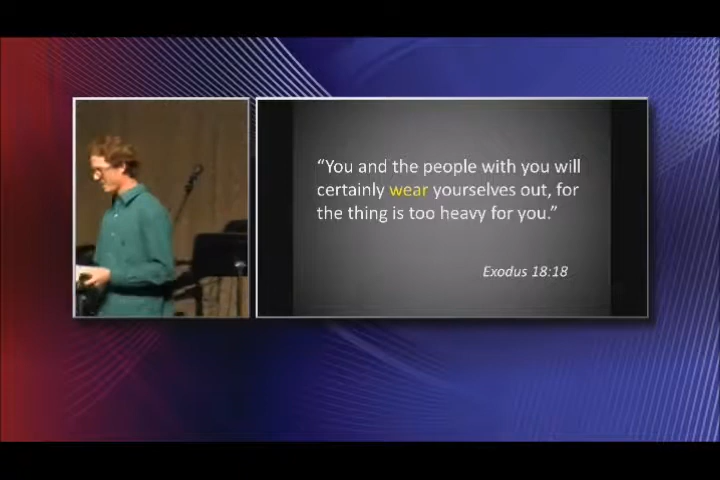 “You and the people with you will
certainly wear yourselves out, for
the thing is too heavy for you.”
Exodus 18:18